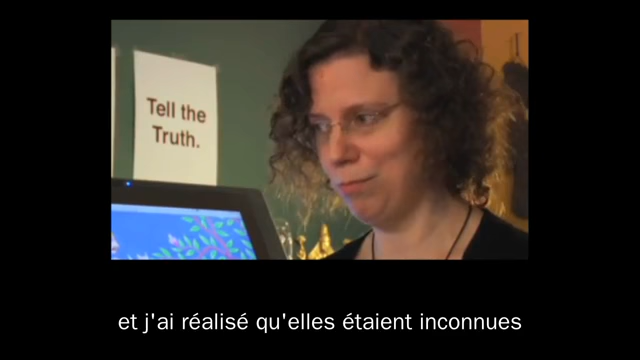 Tell the
Truth.
et j'ai réalisé qu'elles étaient inconnues